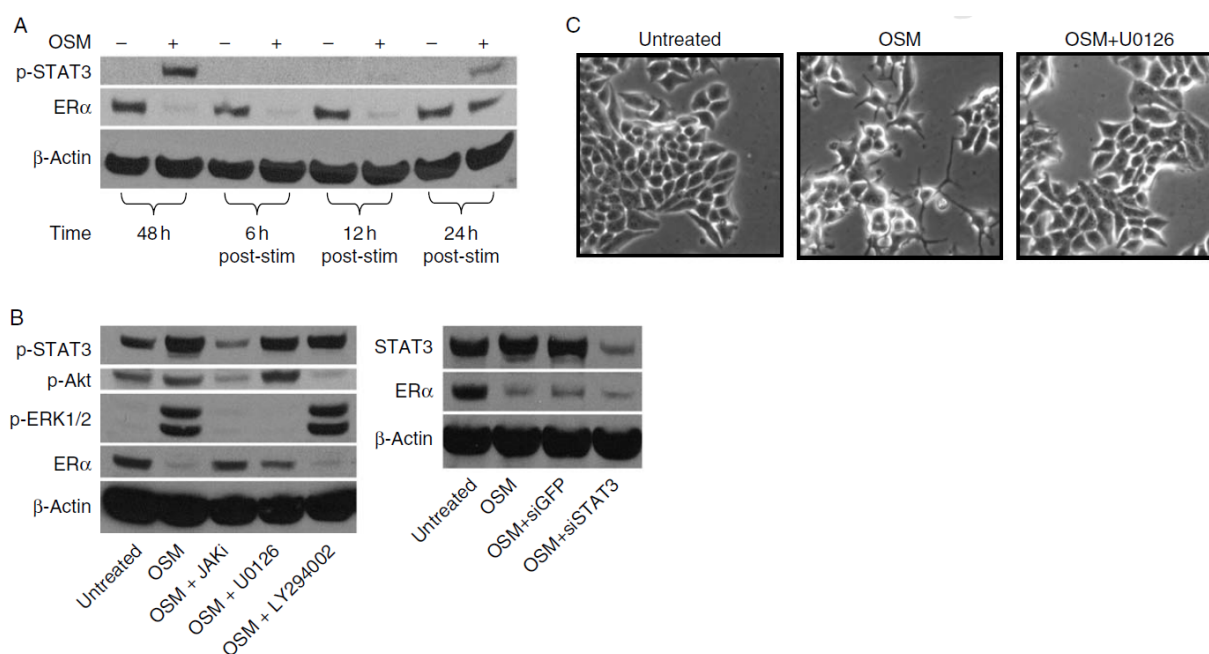 A
OSM – + – + – + – +
p-STAT3
ERα
β-Actin
Time 48 h 6 h 12 h 24 h
post-stim post-stim post-stim
C
Untreated OSM OSM+U0126
B
p-STAT3
p-Akt
p-ERK1/2
ERα
β-Actin
Untreated
OSM
OSM + JAKi
OSM + U0126
OSM + LY294002
STAT3
ERα
β-Actin
Untreated
OSM
OSM+siGFP
OSM+siSTAT3